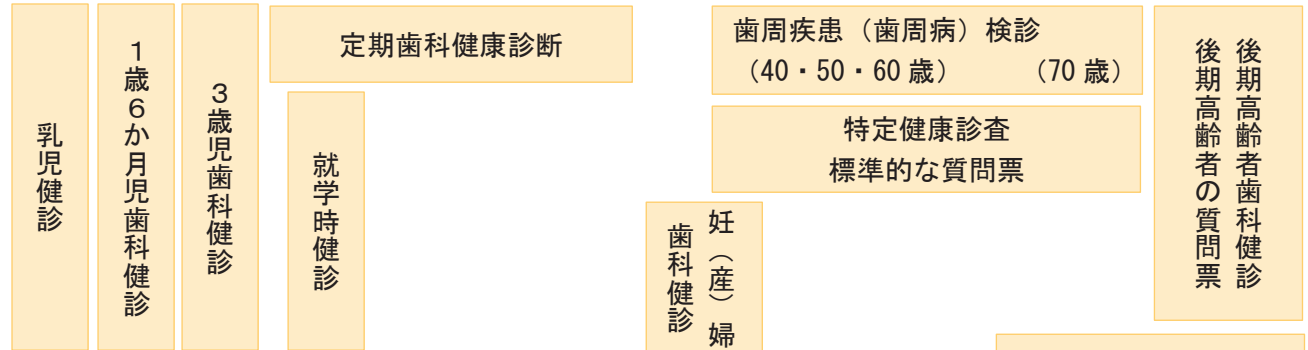 乳児健診
１歳６か月児歯科健診
３歳児歯科健診
定期歯科健康診断
就学時健診
妊（産）婦
歯科健診
歯周疾患（歯周病）検診
（40・50・60 歳）　（70 歳）
特定健康診査
標準的な質問票
後期高齢者歯科健診
後期高齢者の質問票